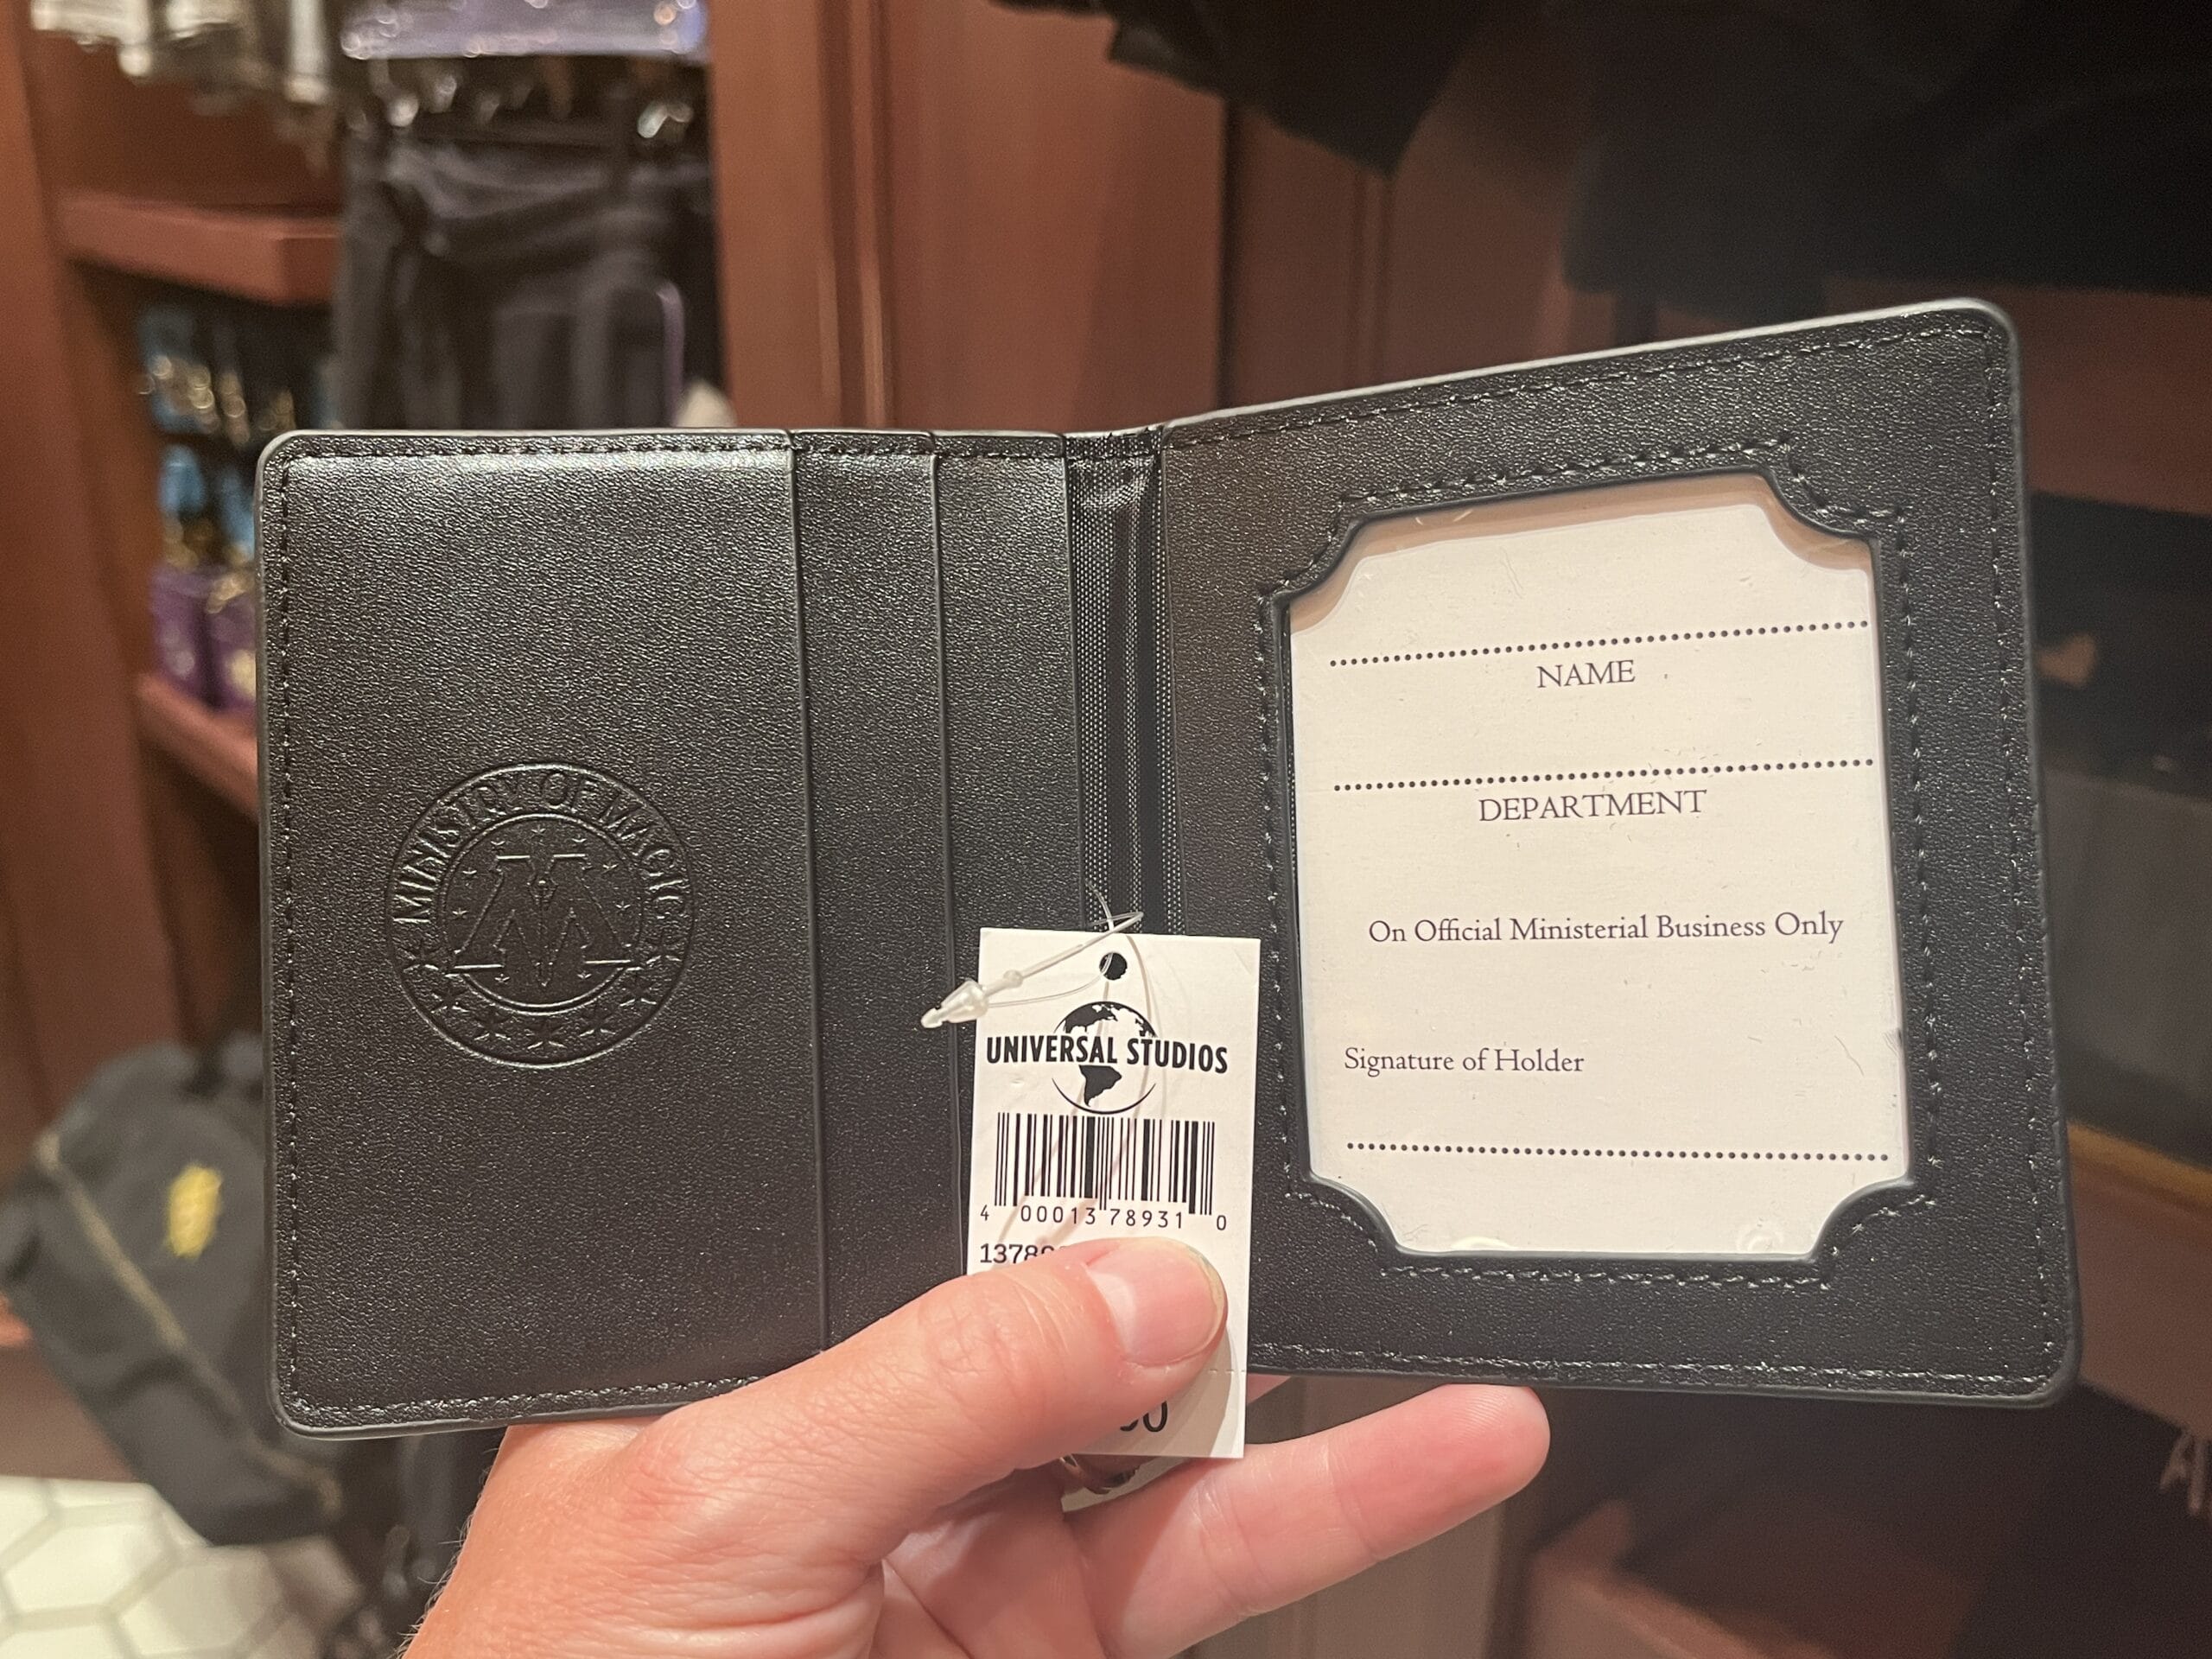 MINISTRY OF MAGIC
M
UNIVERSAL STUDIOS
4 00013 78931 0
NAME
DEPARTMENT
On Official Ministerial Business Only
Signature of Holder